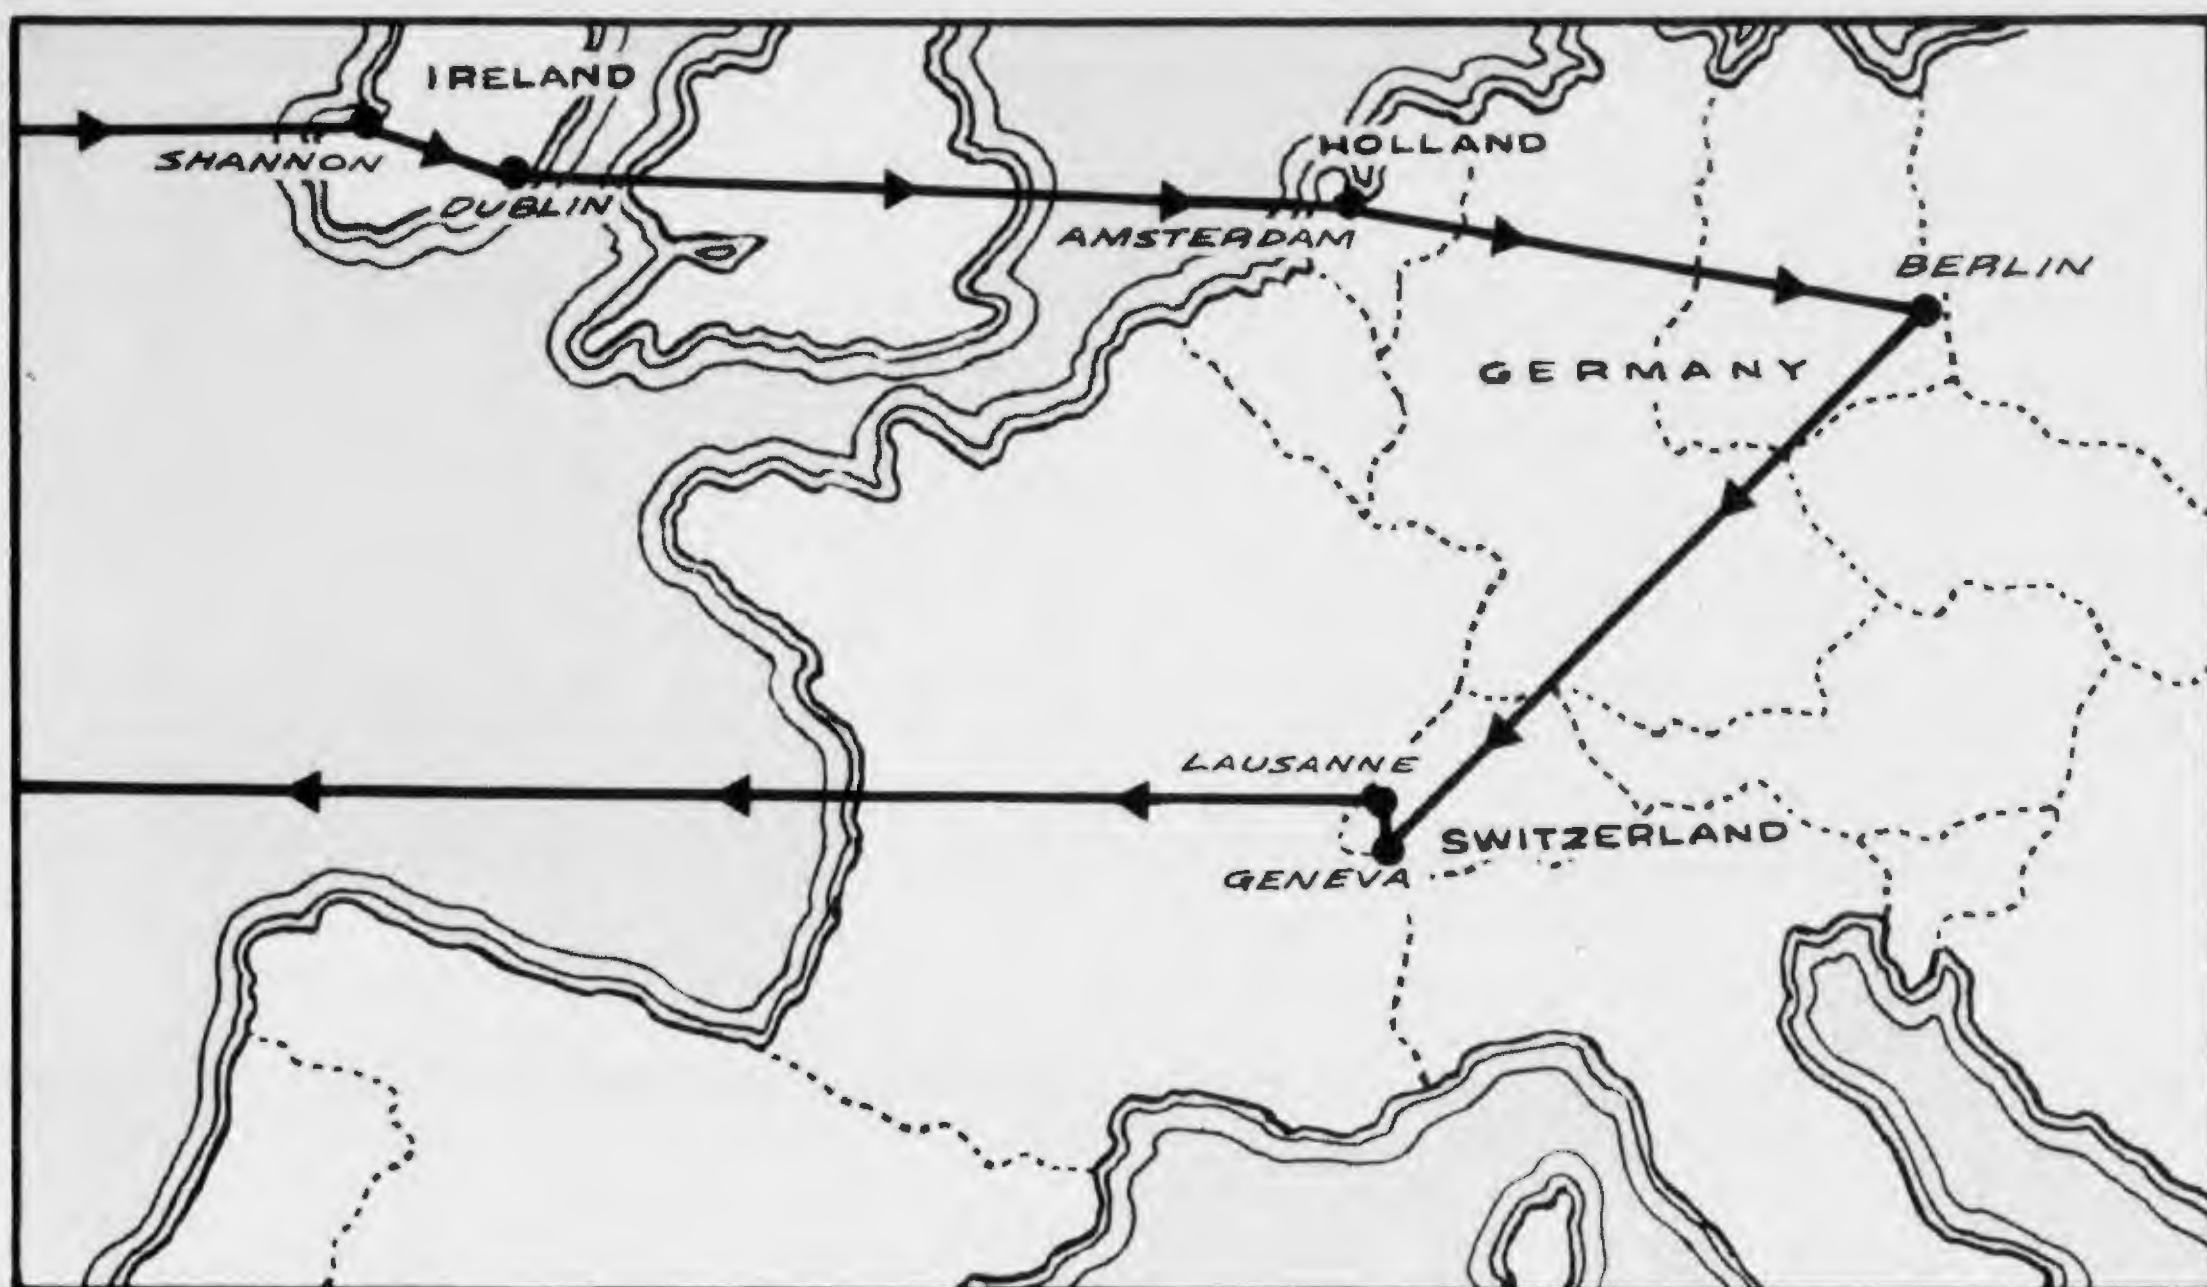 IRELAND
SHANNON
DUBLIN
HOLLAND
AMSTERDAM
BERLIN
GERMANY
LAUSANNE
SWITZERLAND
GENEVA